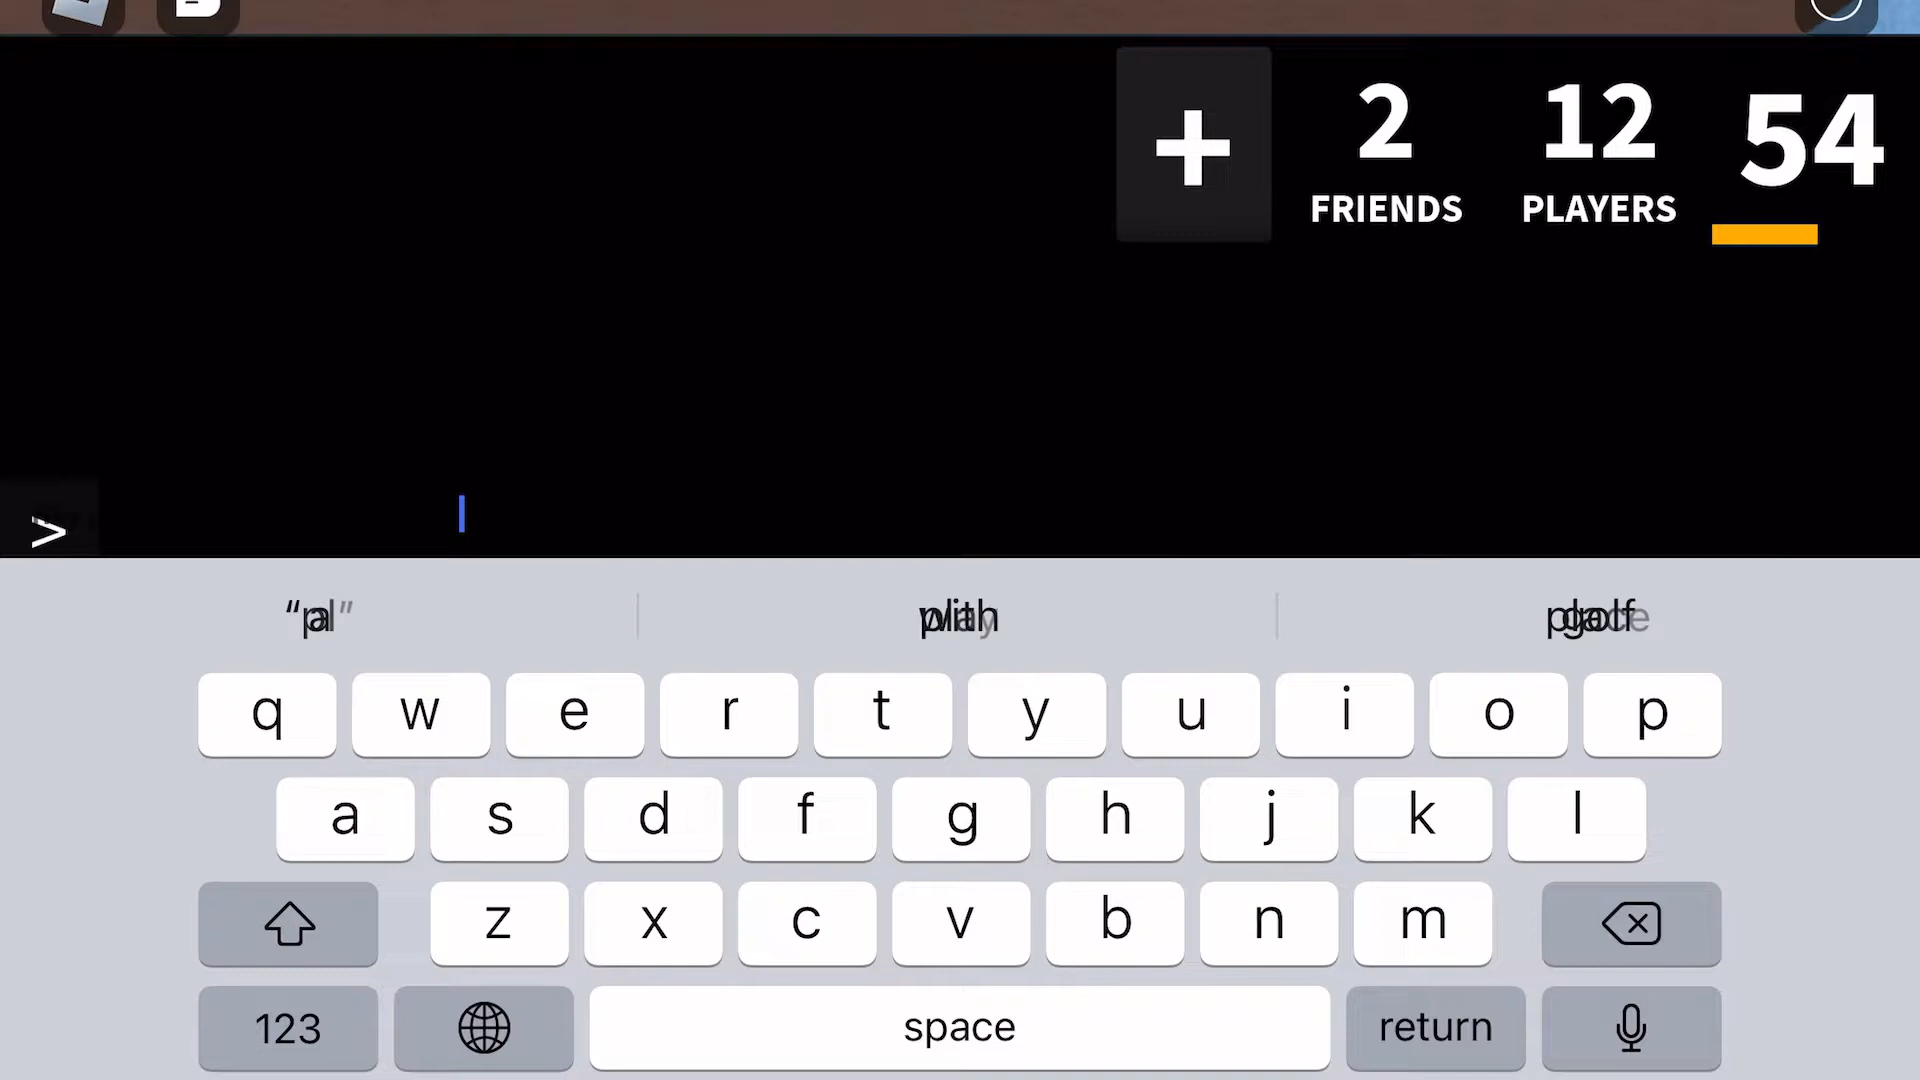 + 2 12 54
FRIENDS PLAYERS
>
q w e r t y u i o p
a s d f g h j k l
z x c v b n m
123 space return